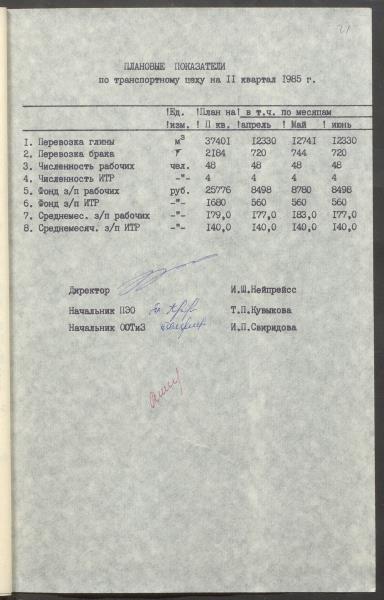 21
ПЛАНОВЫЕ ПОКАЗАТЕЛИ
по транспортному цеху на II квартал 1985 г.
!Ед. !План на! в т.ч. по месяцам
!изм. ! П кв. !апрель ! Май ! июнь
1. Перевозка глины м3 37401 12330 12741 12330
2. Перевозка брака 2184 720 744 720
3. Численность рабочих чел. 48 48 48 48
4. Численность ИТР -"- 4 4 4 4
5. Фонд з/п рабочих руб. 25776 8498 8780 8498
6. Фонд з/п ИТР -"- 1680 560 560 560
7. Среднемес. з/п рабочих -"- 179,0 177,0 183,0 177,0
8. Среднемесяч. з/п ИТР -"- 140,0 140,0 140,0 140,0
Директор И.Ш.Нейпрейсс
Начальник ПЭО Т.П.Кувыкова
Начальник ООТиЗ И.П.Свиридова